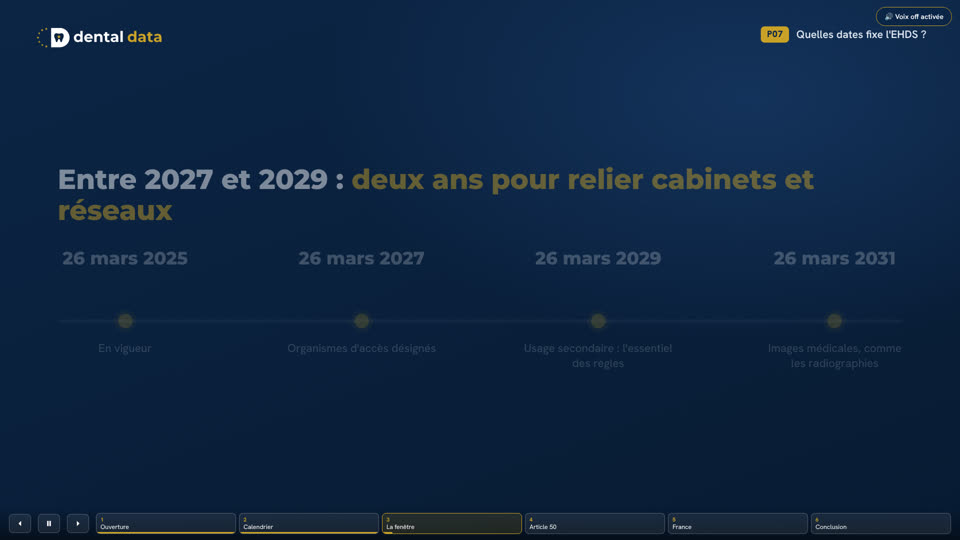 Voix off activée
dental data
P07 Quelles dates fixe l'EHDS ?
Entre 2027 et 2029 : deux ans pour relier cabinets et
réseaux
26 mars 2025
26 mars 2027
26 mars 2029
26 mars 2031
En vigueur
Organismes d'accès désignés
Usage secondaire : l'essentiel
des règles
Images médicales, comme
les radiographies
1
Ouverture
2
Calendrier
3
La fenêtre
4
Article 50
5
France
6
Conclusion